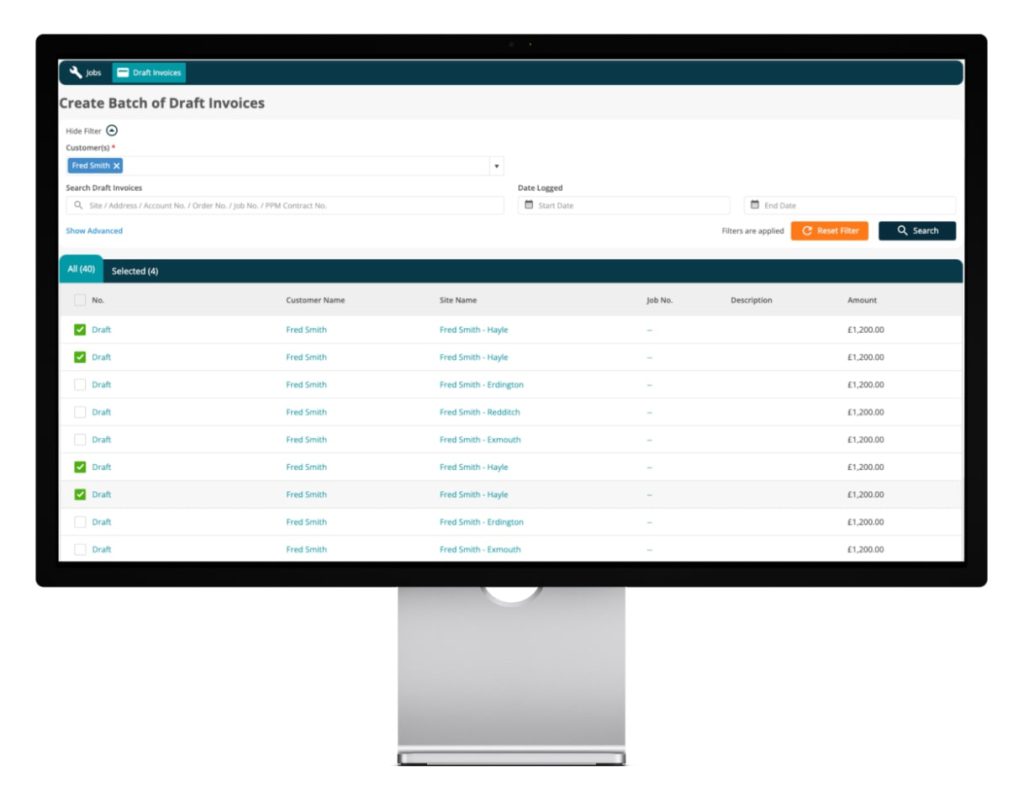 Jobs Draft Invoices
Create Batch of Draft Invoices
Hide Filter
Customer(s) *
Fred Smith ×
Search Draft Invoices Date Logged
Site / Address / Account No. / Order No. / Job No. / PPM Contract No. Start Date End Date
Show Advanced Filters are applied Reset Filter Search
All (40) Selected (4)
No. Customer Name Site Name Job No. Description Amount
Draft Fred Smith Fred Smith - Hayle -- £1,200.00
Draft Fred Smith Fred Smith - Hayle -- £1,200.00
Draft Fred Smith Fred Smith - Erdington -- £1,200.00
Draft Fred Smith Fred Smith - Redditch -- £1,200.00
Draft Fred Smith Fred Smith - Exmouth -- £1,200.00
Draft Fred Smith Fred Smith - Hayle -- £1,200.00
Draft Fred Smith Fred Smith - Hayle -- £1,200.00
Draft Fred Smith Fred Smith - Erdington -- £1,200.00
Draft Fred Smith Fred Smith - Exmouth -- £1,200.00